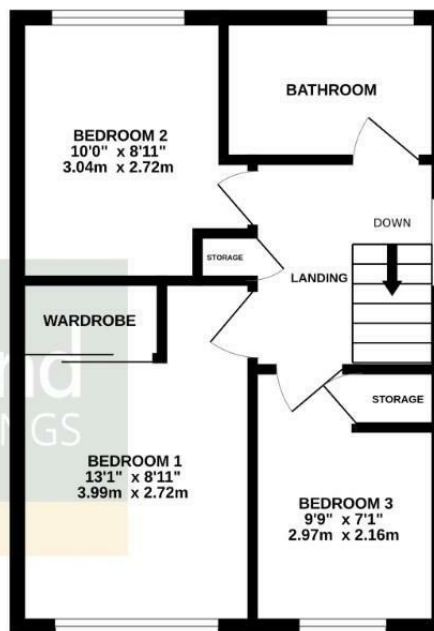 BATHROOM
BEDROOM 2
10'0" x 8'11"
3.04m x 2.72m
DOWN
STORAGE
LANDING
WARDROBE
STORAGE
NGS
BEDROOM 1
13'1" x 8'11"
3.99m x 2.72m
BEDROOM 3
9'9" x 7'1"
2.97m x 2.16m